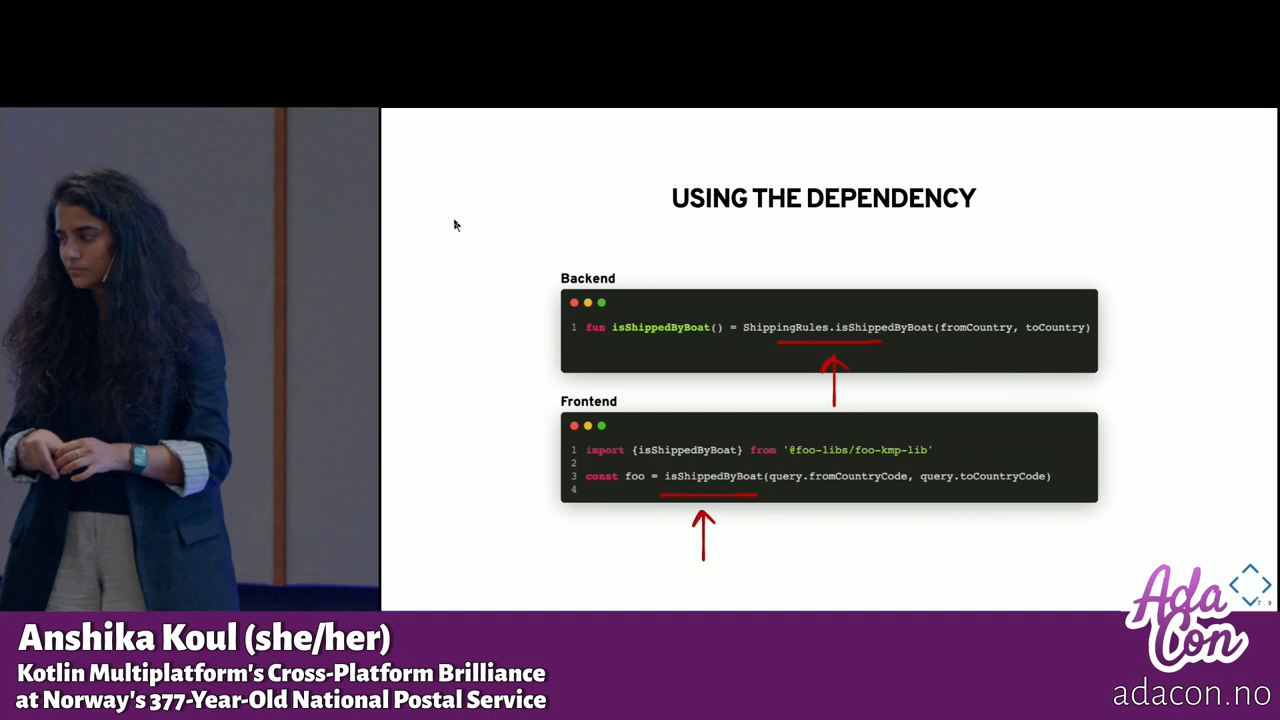 USING THE DEPENDENCY
Backend
1 fun isShippedByBoat() = ShippingRules.isShippedByBoat(fromCountry, toCountry)
Frontend
1 import {isShippedByBoat} from '@foo-libs/foo-kmp-lib'
2
3 const foo = isShippedByBoat(query.fromCountryCode, query.toCountryCode)
4
Ada
Con
adacon.no
Anshika Koul (she/her)
Kotlin Multiplatform's Cross-Platform Brilliance
at Norway's 377-Year-Old National Postal Service